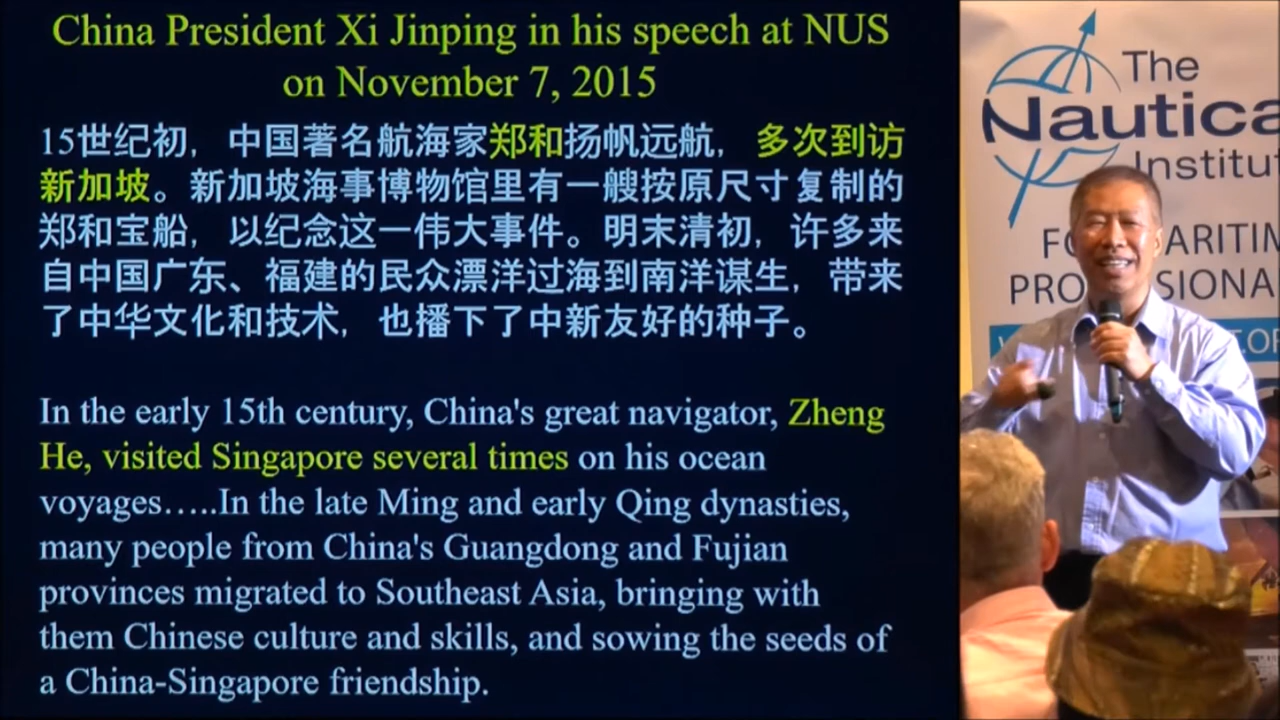 China President Xi Jinping in his speech at NUS
on November 7, 2015
15世纪初，中国著名航海家郑和扬帆远航，多次到访
新加坡。新加坡海事博物馆里有一艘按原尺寸复制的
郑和宝船，以纪念这一伟大事件。明末清初，许多来
自中国广东、福建的民众漂洋过海到南洋谋生，带来
了中华文化和技术，也播下了中新友好的种子。
In the early 15th century, China's great navigator, Zheng
He, visited Singapore several times on his ocean
voyages…..In the late Ming and early Qing dynasties,
many people from China's Guangdong and Fujian
provinces migrated to Southeast Asia, bringing with
them Chinese culture and skills, and sowing the seeds of
a China-Singapore friendship.
The
Nautica
Institu